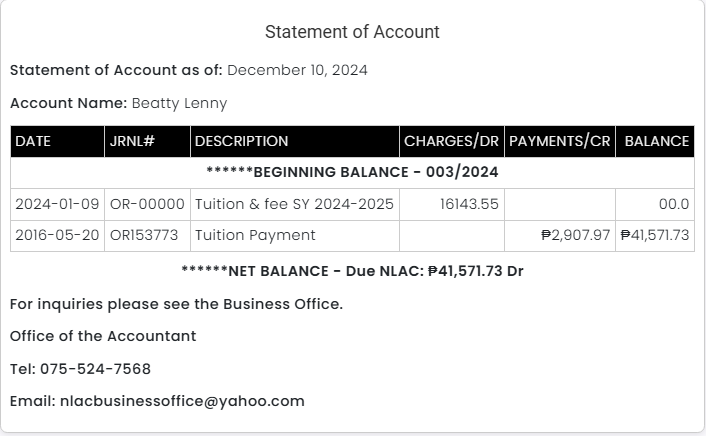 Statement of Account
Statement of Account as of: December 10, 2024
Account Name: Beatty Lenny
DATE JRNL# DESCRIPTION CHARGES/DR PAYMENTS/CR BALANCE
******BEGINNING BALANCE - 003/2024
2024-01-09 OR-00000 Tuition & fee SY 2024-2025 16143.55 00.0
2016-05-20 OR153773 Tuition Payment ₱2,907.97 ₱41,571.73
******NET BALANCE - Due NLAC: ₱41,571.73 Dr
For inquiries please see the Business Office.
Office of the Accountant
Tel: 075-524-7568
Email: nlacbusinessoffice@yahoo.com